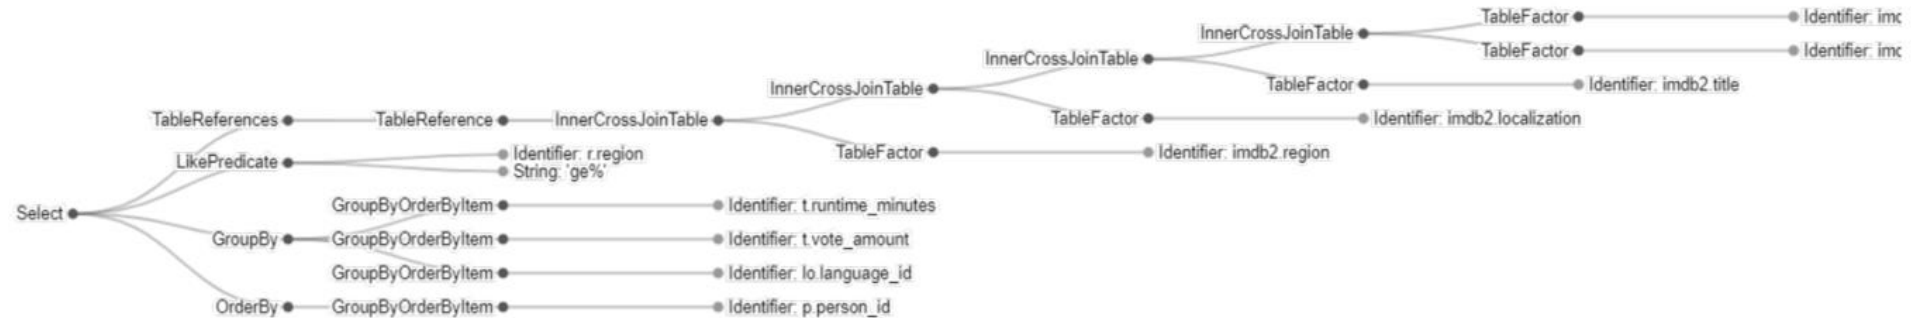 TableFactor Identifier: imc
InnerCrossJoinTable
TableFactor Identifier: imc
InnerCrossJoinTable
TableFactor Identifier: imdb2.title
InnerCrossJoinTable
TableFactor Identifier: imdb2.localization
TableReferences TableReference InnerCrossJoinTable
TableFactor Identifier: imdb2.region
Identifier: r.region
LikePredicate
String: 'ge%'
GroupByOrderByItem Identifier: t.runtime_minutes
Select
GroupBy GroupByOrderByItem Identifier: t.vote_amount
GroupByOrderByItem Identifier: lo.language_id
OrderBy GroupByOrderByItem Identifier: p.person_id